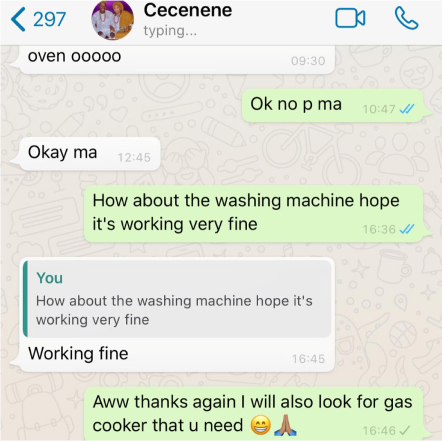 297
Cecenene
typing...
oven ooooo
09:30
Ok no p ma
10:47
Okay ma
12:45
How about the washing machine hope
it's working very fine
16:36
You
How about the washing machine hope it's
working very fine
Working fine
16:45
Aww thanks again I will also look for gas
cooker that u need 😁🙏🏽
16:46